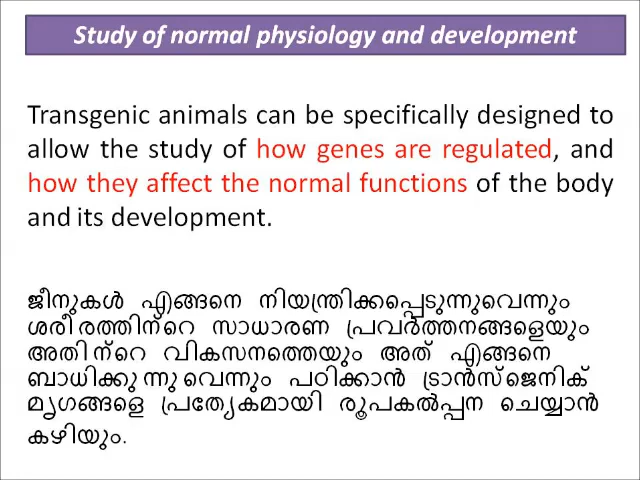 Study of normal physiology and development
Transgenic animals can be specifically designed to
allow the study of how genes are regulated, and
how they affect the normal functions of the body
and its development.
ജീനുകൾ എങ്ങനെ നിയന്ത്രിക്കപ്പെടുന്നുവെന്നും
ശരീരത്തിന്റെ സാധാരണ പ്രവർത്തനങ്ങളെയും
അതിന്റെ വികസനത്തെയും അത് എങ്ങനെ
ബാധിക്കുന്നുവെന്നും പഠിക്കാൻ ട്രാൻസ്ജെനിക്
മൃഗങ്ങളെ പ്രത്യേകമായി രൂപകൽപ്പന ചെയ്യാൻ
കഴിയും.